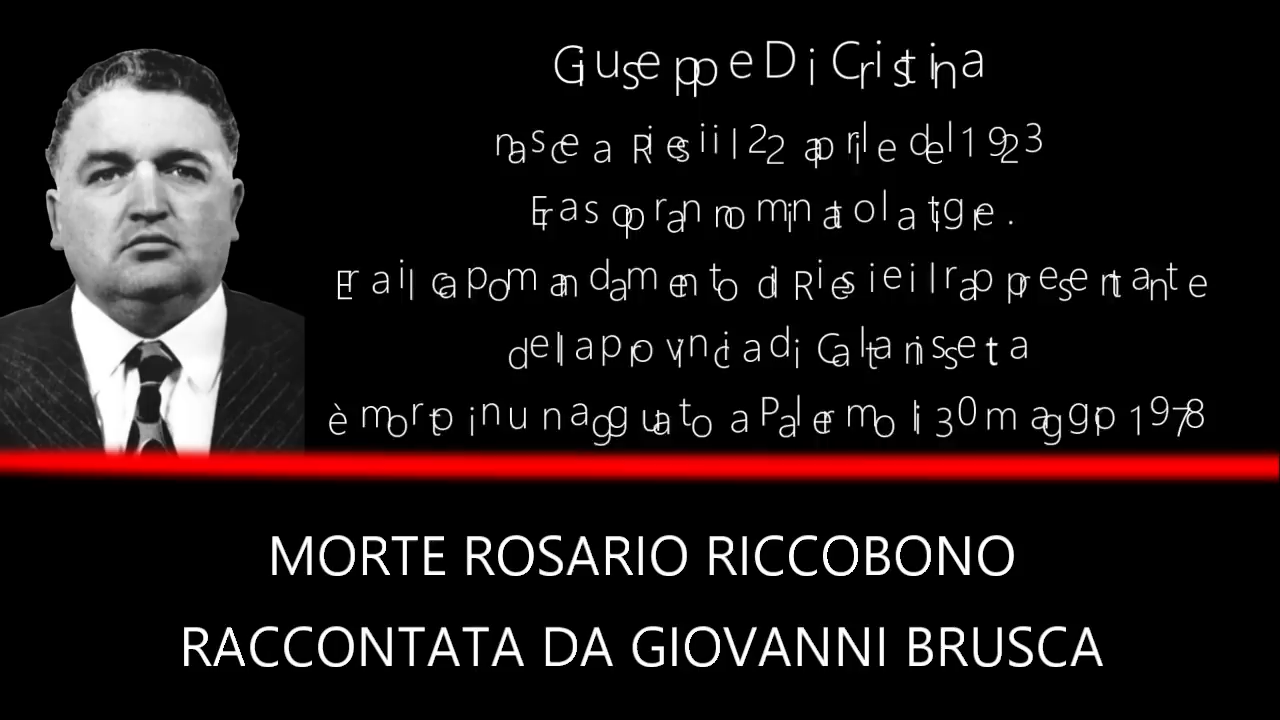 Giuseppe Di Cristina
nasce a Riesi il 22 aprile del 1923
Era soprannominato la tigre.
Era il capomandamento di Riesi e il rappresentante
della provincia di Caltanisseta
è morto in un agguato a Palermo il 30 maggio 1978
MORTE ROSARIO RICCOBONO
RACCONTATA DA GIOVANNI BRUSCA